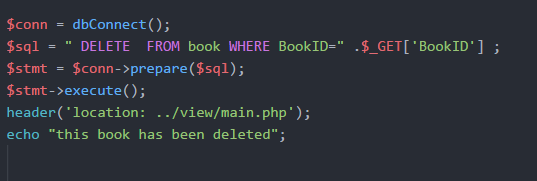 $conn = dbConnect();
$sql = " DELETE  FROM book WHERE BookID=" .$_GET['BookID'] ;
$stmt = $conn->prepare($sql);
$stmt->execute();
header('location: ../view/main.php');
echo "this book has been deleted";